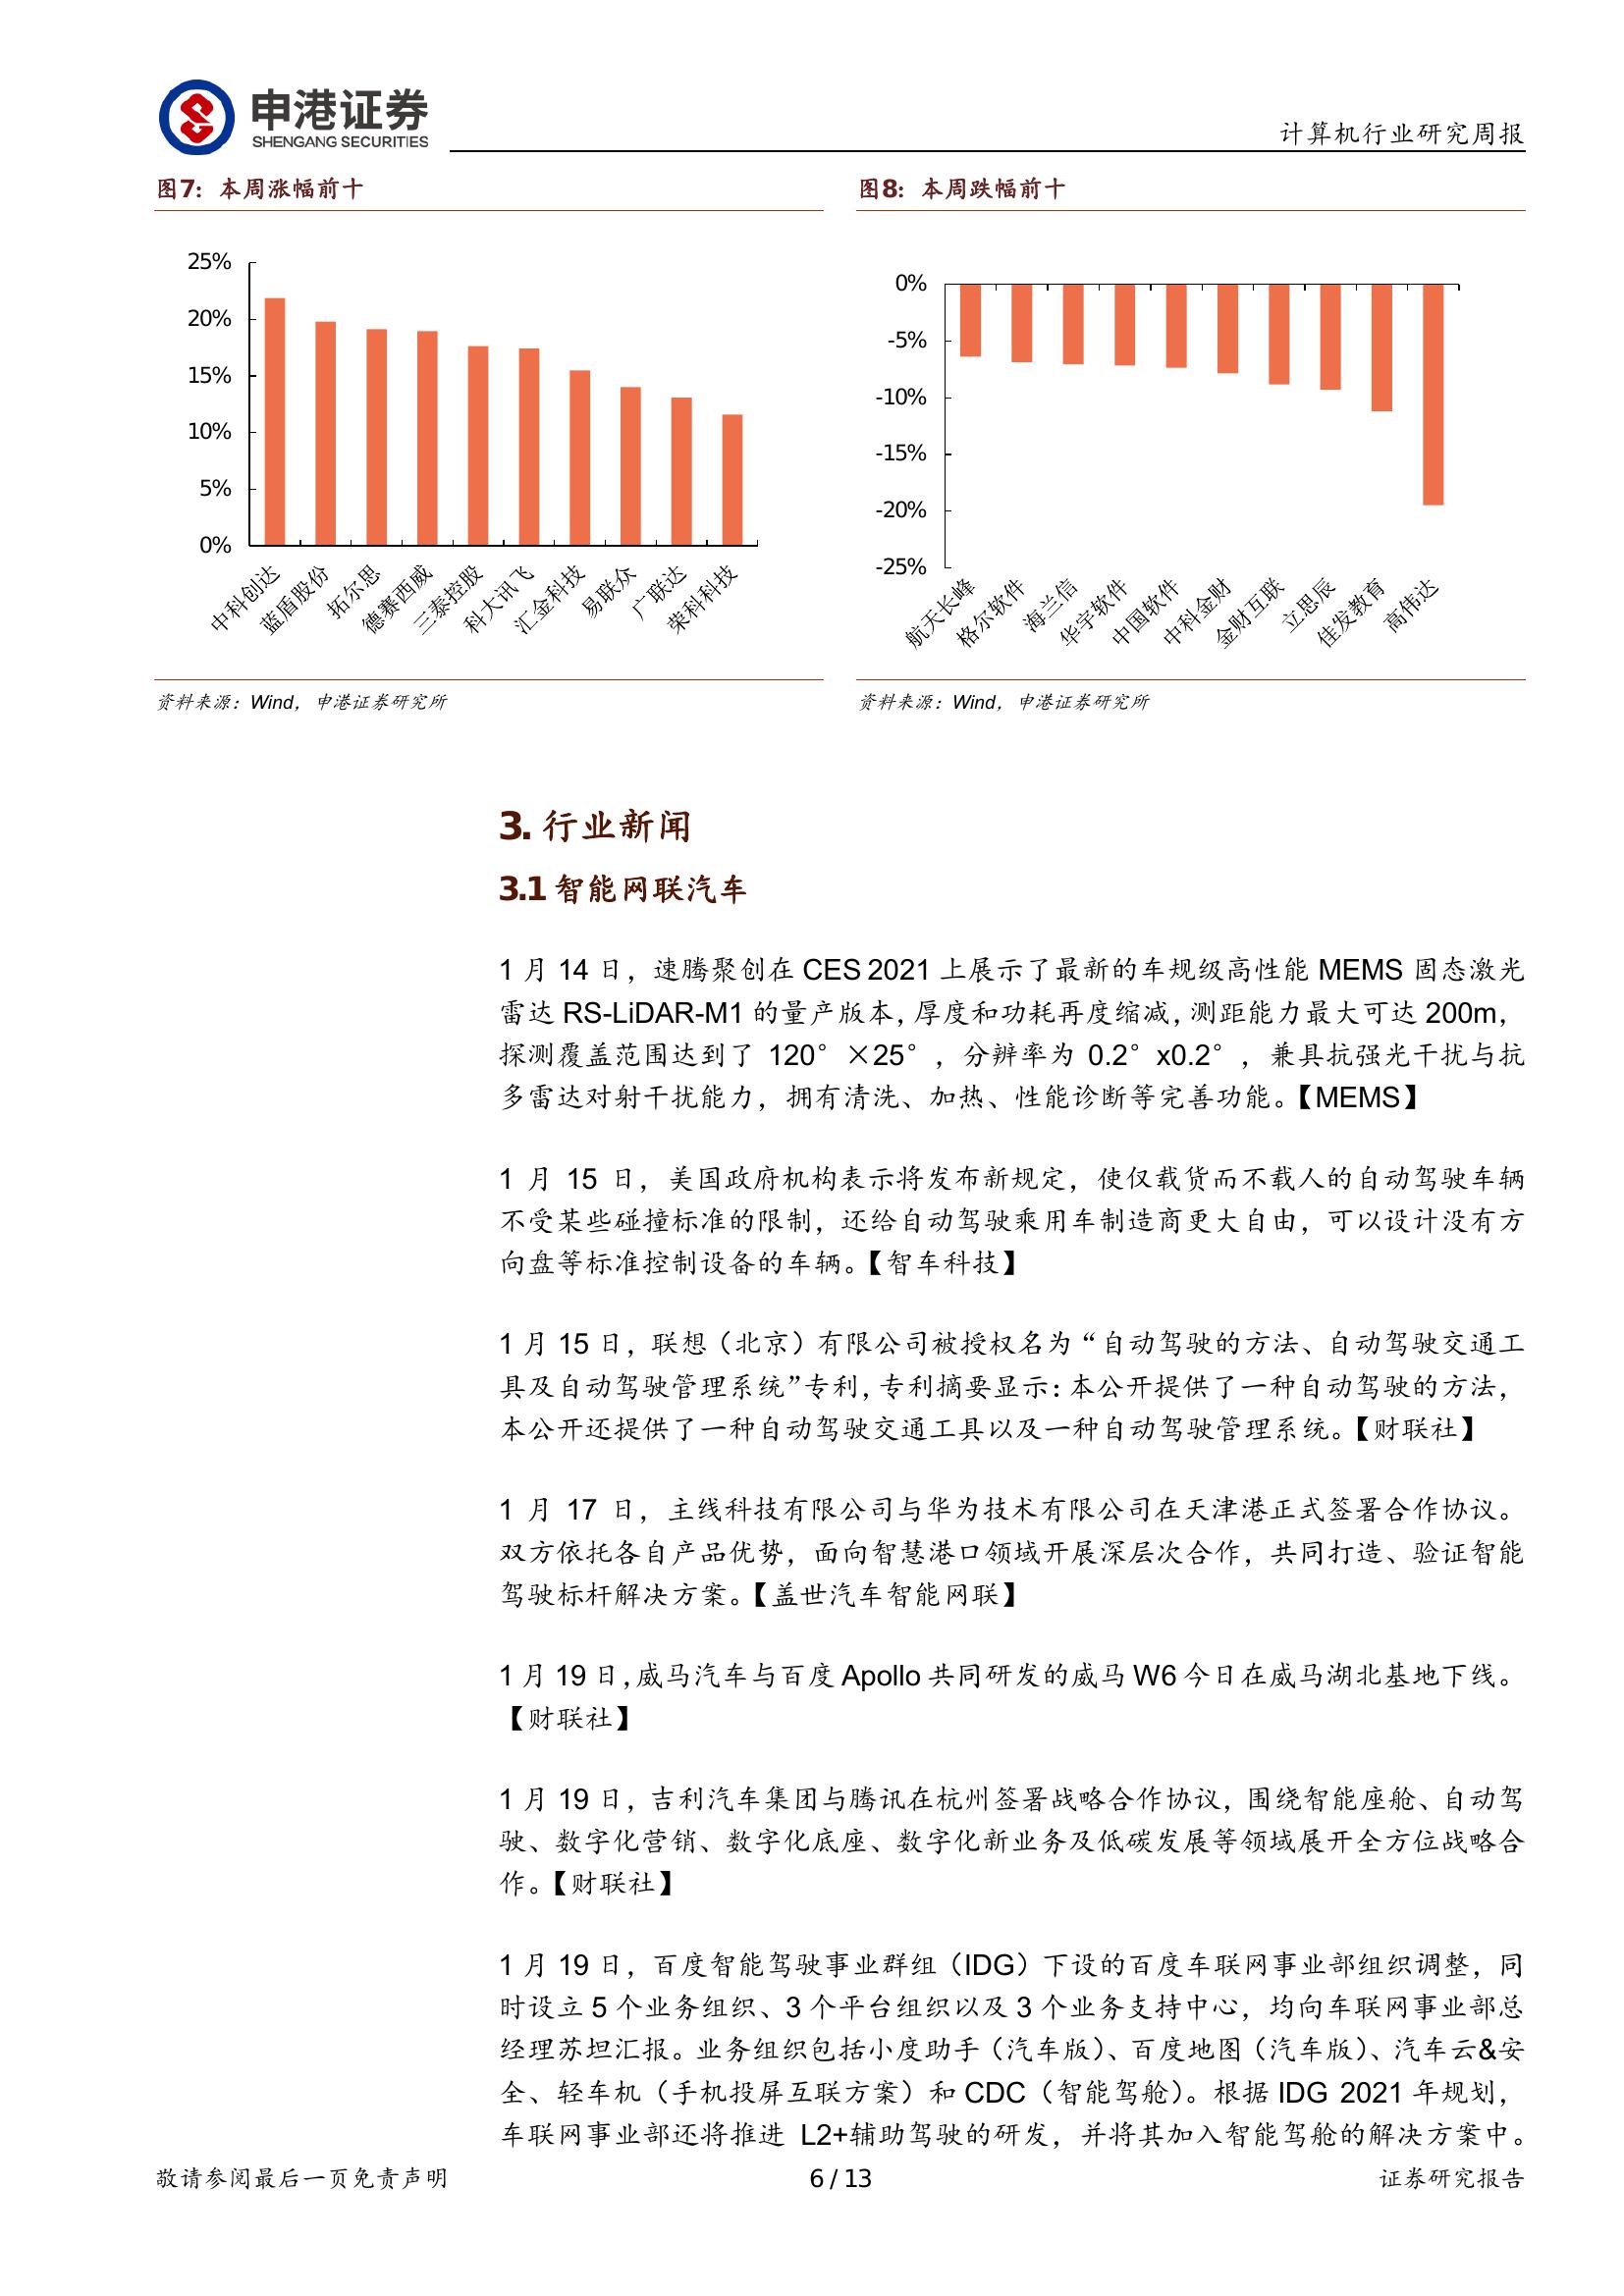 申港证券
SHENGANG SECURITIES
计算机行业研究周报
图7：本周涨幅前十
25%
20%
15%
10%
5%
0%
中科创达
蓝盾股份
拓尔思
德赛西威
三泰控股
科大讯飞
汇金科技
易联众
广联达
荣科科技
资料来源：Wind，申港证券研究所
图8：本周跌幅前十
0%
-5%
-10%
-15%
-20%
-25%
航天长峰
格尔软件
海兰信
华宇软件
中国软件
中科金财
金财互联
立思辰
佳发教育
高伟达
资料来源：Wind，申港证券研究所
3. 行业新闻
3.1 智能网联汽车
1 月 14 日，速腾聚创在 CES 2021 上展示了最新的车规级高性能 MEMS 固态激光
雷达 RS-LiDAR-M1 的量产版本，厚度和功耗再度缩减，测距能力最大可达 200m，
探测覆盖范围达到了 120°×25°，分辨率为 0.2°x0.2°，兼具抗强光干扰与抗
多雷达对射干扰能力，拥有清洗、加热、性能诊断等完善功能。【MEMS】
1 月 15 日，美国政府机构表示将发布新规定，使仅载货而不载人的自动驾驶车辆
不受某些碰撞标准的限制，还给自动驾驶乘用车制造商更大自由，可以设计没有方
向盘等标准控制设备的车辆。【智车科技】
1 月 15 日，联想（北京）有限公司被授权名为“自动驾驶的方法、自动驾驶交通工
具及自动驾驶管理系统”专利，专利摘要显示：本公开提供了一种自动驾驶的方法，
本公开还提供了一种自动驾驶交通工具以及一种自动驾驶管理系统。【财联社】
1 月 17 日，主线科技有限公司与华为技术有限公司在天津港正式签署合作协议。
双方依托各自产品优势，面向智慧港口领域开展深层次合作，共同打造、验证智能
驾驶标杆解决方案。【盖世汽车智能网联】
1 月 19 日，威马汽车与百度 Apollo 共同研发的威马 W6 今日在威马湖北基地下线。
【财联社】
1 月 19 日，吉利汽车集团与腾讯在杭州签署战略合作协议，围绕智能座舱、自动驾
驶、数字化营销、数字化底座、数字化新业务及低碳发展等领域展开全方位战略合
作。【财联社】
1 月 19 日，百度智能驾驶事业群组（IDG）下设的百度车联网事业部组织调整，同
时设立 5 个业务组织、3 个平台组织以及 3 个业务支持中心，均向车联网事业部总
经理苏坦汇报。业务组织包括小度助手（汽车版）、百度地图（汽车版）、汽车云&安
全、轻车机（手机投屏互联方案）和 CDC（智能驾舱）。根据 IDG 2021 年规划，
车联网事业部还将推进 L2+辅助驾驶的研发，并将其加入智能驾舱的解决方案中。
敬请参阅最后一页免责声明
6 / 13
证券研究报告